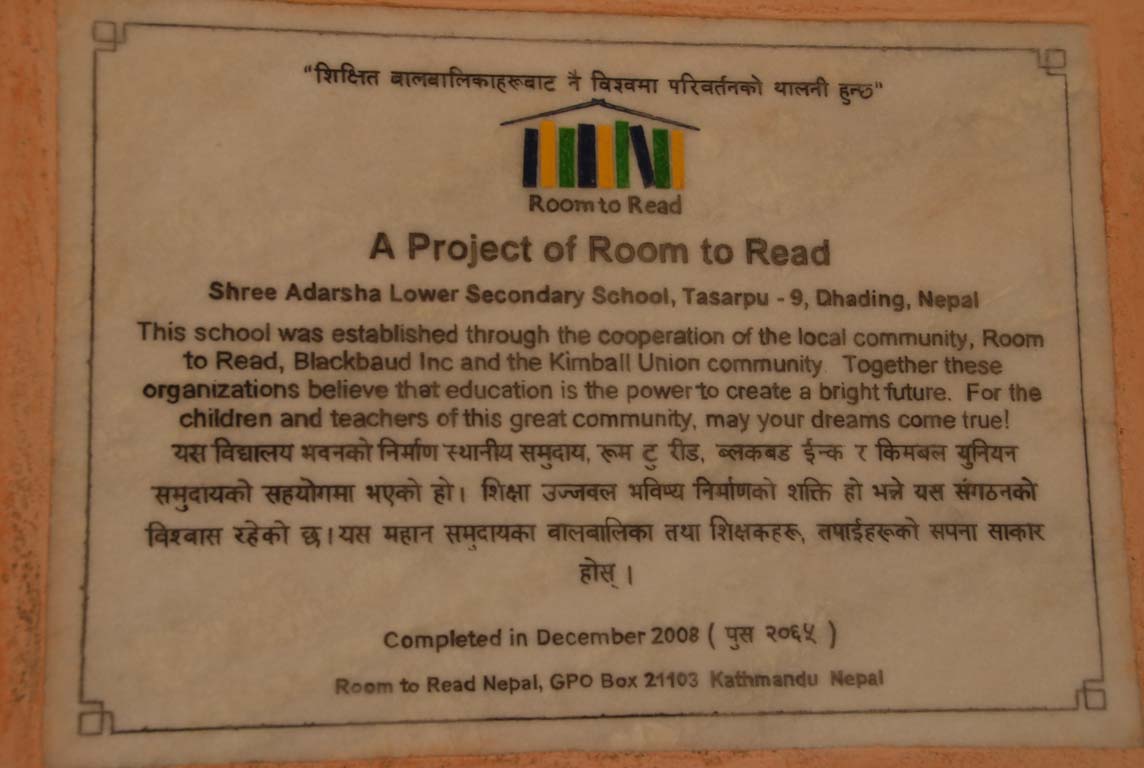 "शिक्षित बालबालिकाहरूबाट नै विश्वमा परिवर्तनको थालनी हुन्छ"
Room to Read
A Project of Room to Read
Shree Adarsha Lower Secondary School, Tasarpu - 9, Dhading, Nepal
This school was established through the cooperation of the local community, Room
to Read, Blackbaud Inc and the Kimball Union community. Together these
organizations believe that education is the power to create a bright future. For the
children and teachers of this great community, may your dreams come true!
यस विद्यालय भवनको निर्माण स्थानीय समुदाय, रूम टु रीड, ब्लकबड ईन्क र किमबल युनियन
समुदायको सहयोगमा भएको हो। शिक्षा उज्जवल भविष्य निर्माणको शक्ति हो भन्ने यस संगठनको
विश्वास रहेको छ। यस महान समुदायका बालबालिका तथा शिक्षकहरू, तपाईहरूको सपना साकार
होस् ।
Completed in December 2008 ( पुस २०६५ )
Room to Read Nepal, GPO Box 21103 Kathmandu Nepal